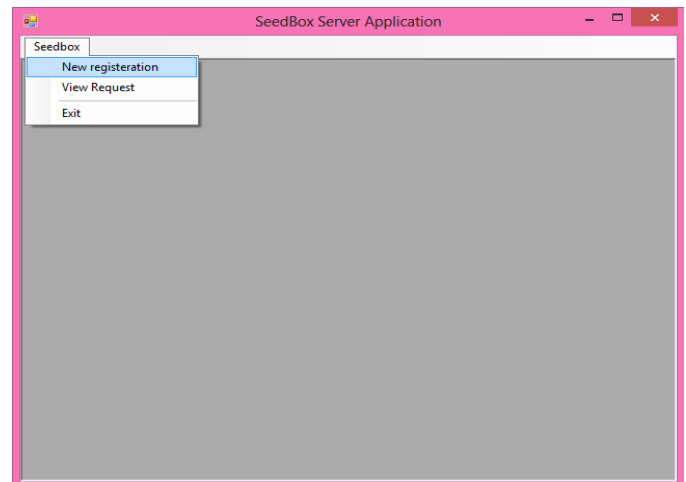 SeedBox Server Application
Seedbox
New registeration
View Request
Exit